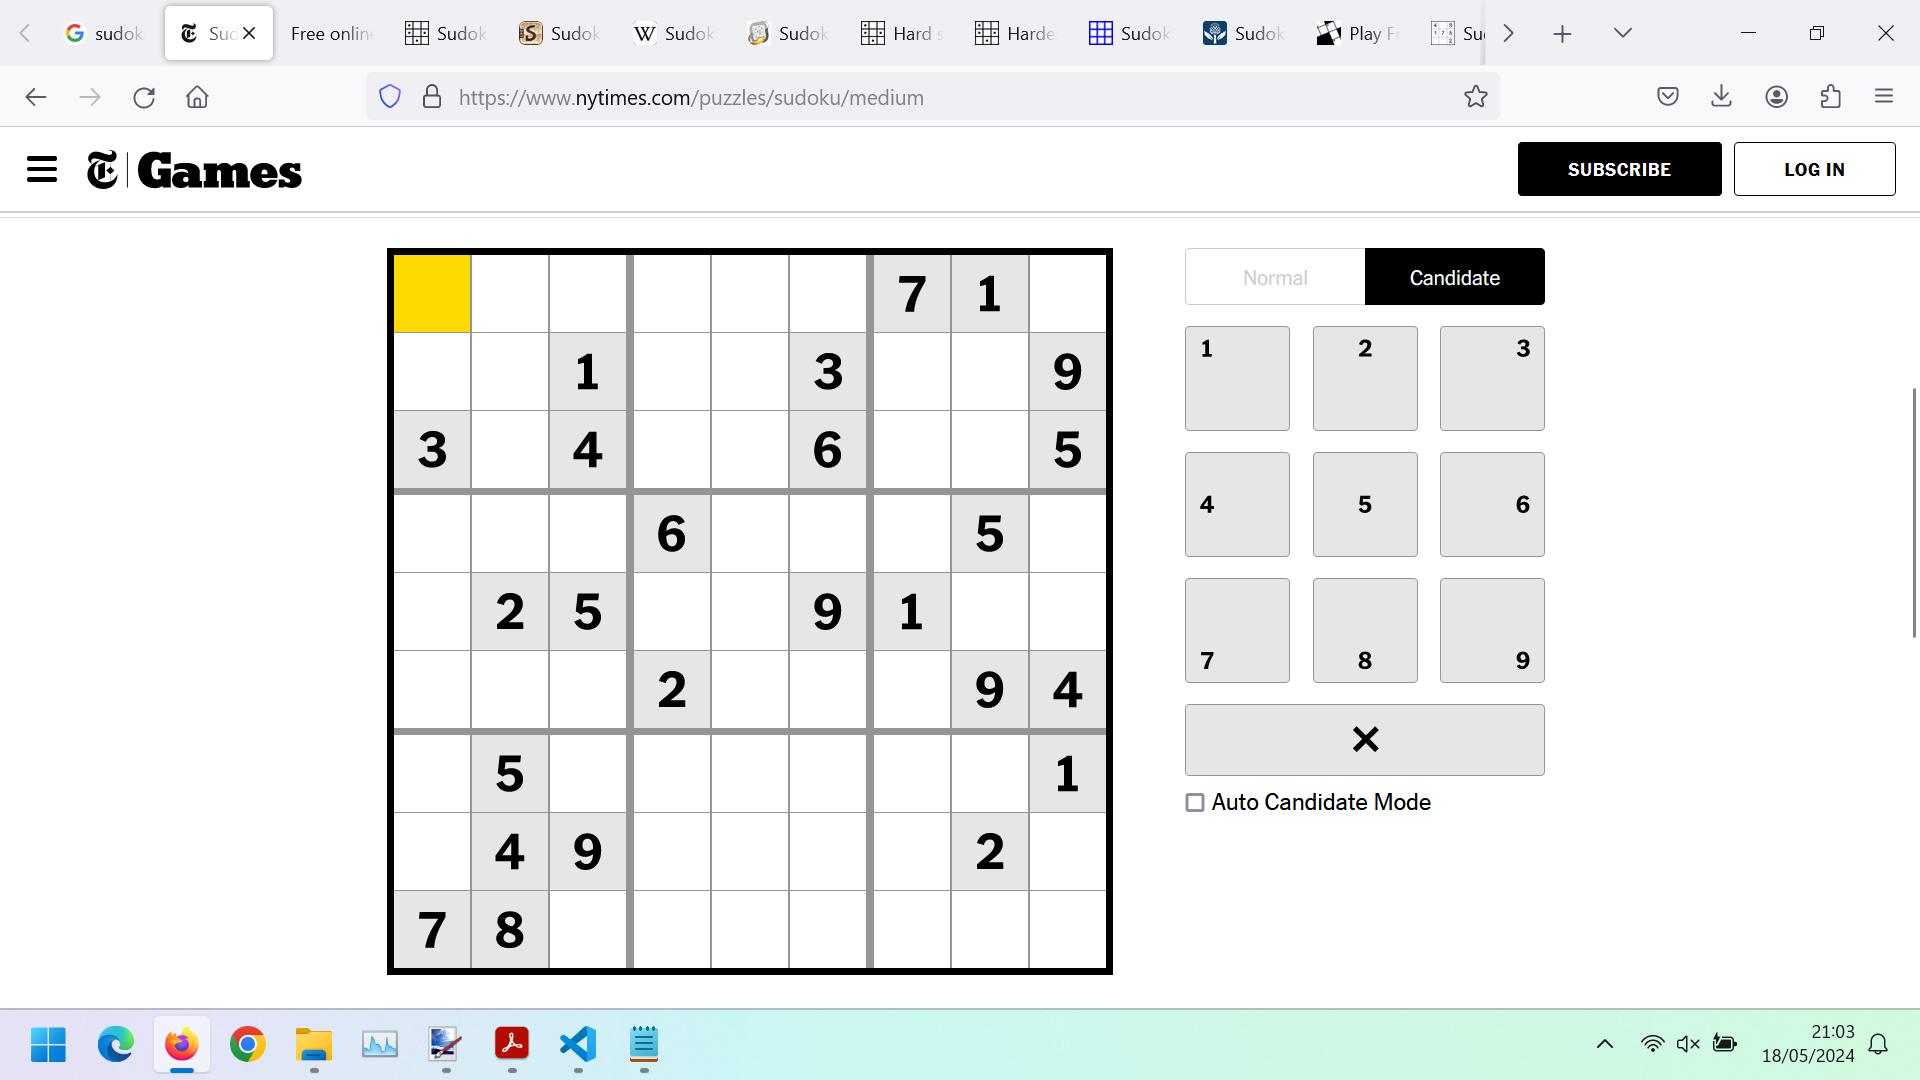 sudok
Suc
Free onlin
Sudok
Sudok
Sudok
Sudok
Hard s
Harde
Sudok
Sudok
Play F
Su
https://www.nytimes.com/puzzles/sudoku/medium
Games
SUBSCRIBE
LOG IN
7 1
1 3 9
3 4 6 5
6 5
2 5 9 1
2 9 4
5 1
4 9 2
7 8
Normal Candidate
1 2 3
4 5 6
7 8 9
Auto Candidate Mode
21:03
18/05/2024